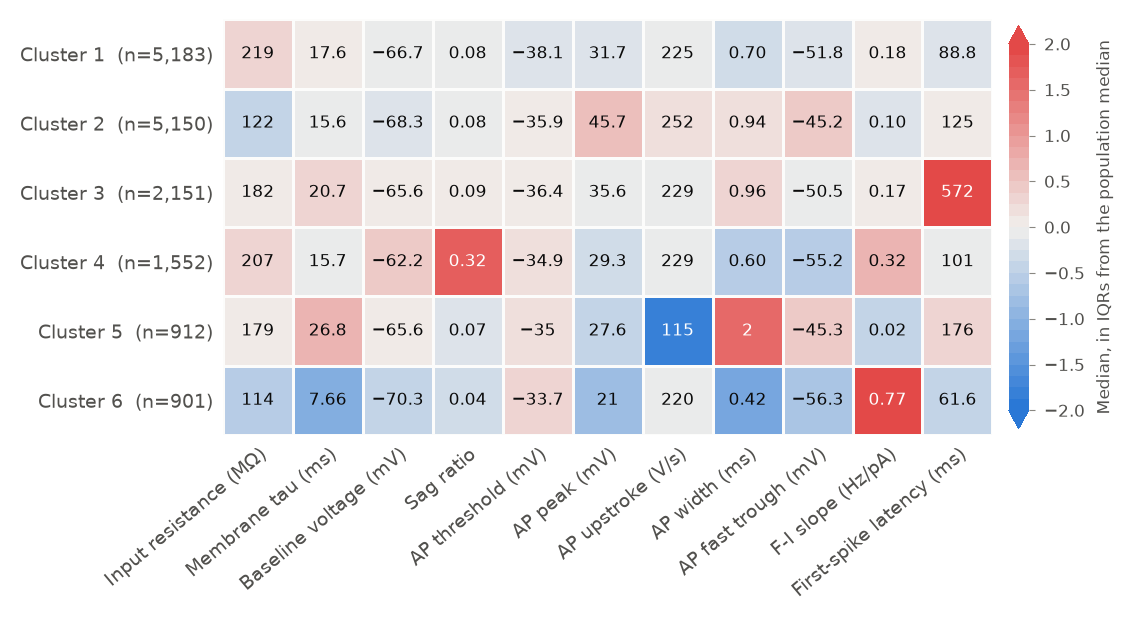 Cluster 1 (n=5,183) 219 17.6 −66.7 0.08 −38.1 31.7 225 0.70 −51.8 0.18 88.8
Cluster 2 (n=5,150) 122 15.6 −68.3 0.08 −35.9 45.7 252 0.94 −45.2 0.10 125
Cluster 3 (n=2,151) 182 20.7 −65.6 0.09 −36.4 35.6 229 0.96 −50.5 0.17 572
Cluster 4 (n=1,552) 207 15.7 −62.2 0.32 −34.9 29.3 229 0.60 −55.2 0.32 101
Cluster 5 (n=912) 179 26.8 −65.6 0.07 −35 27.6 115 2 −45.3 0.02 176
Cluster 6 (n=901) 114 7.66 −70.3 0.04 −33.7 21 220 0.42 −56.3 0.77 61.6
Input resistance (MΩ)
Membrane tau (ms)
Baseline voltage (mV)
Sag ratio
AP threshold (mV)
AP peak (mV)
AP upstroke (V/s)
AP width (ms)
AP fast trough (mV)
F-I slope (Hz/pA)
First-spike latency (ms)
2.0
1.5
1.0
0.5
0.0
−0.5
−1.0
−1.5
−2.0
Median, in IQRs from the population median